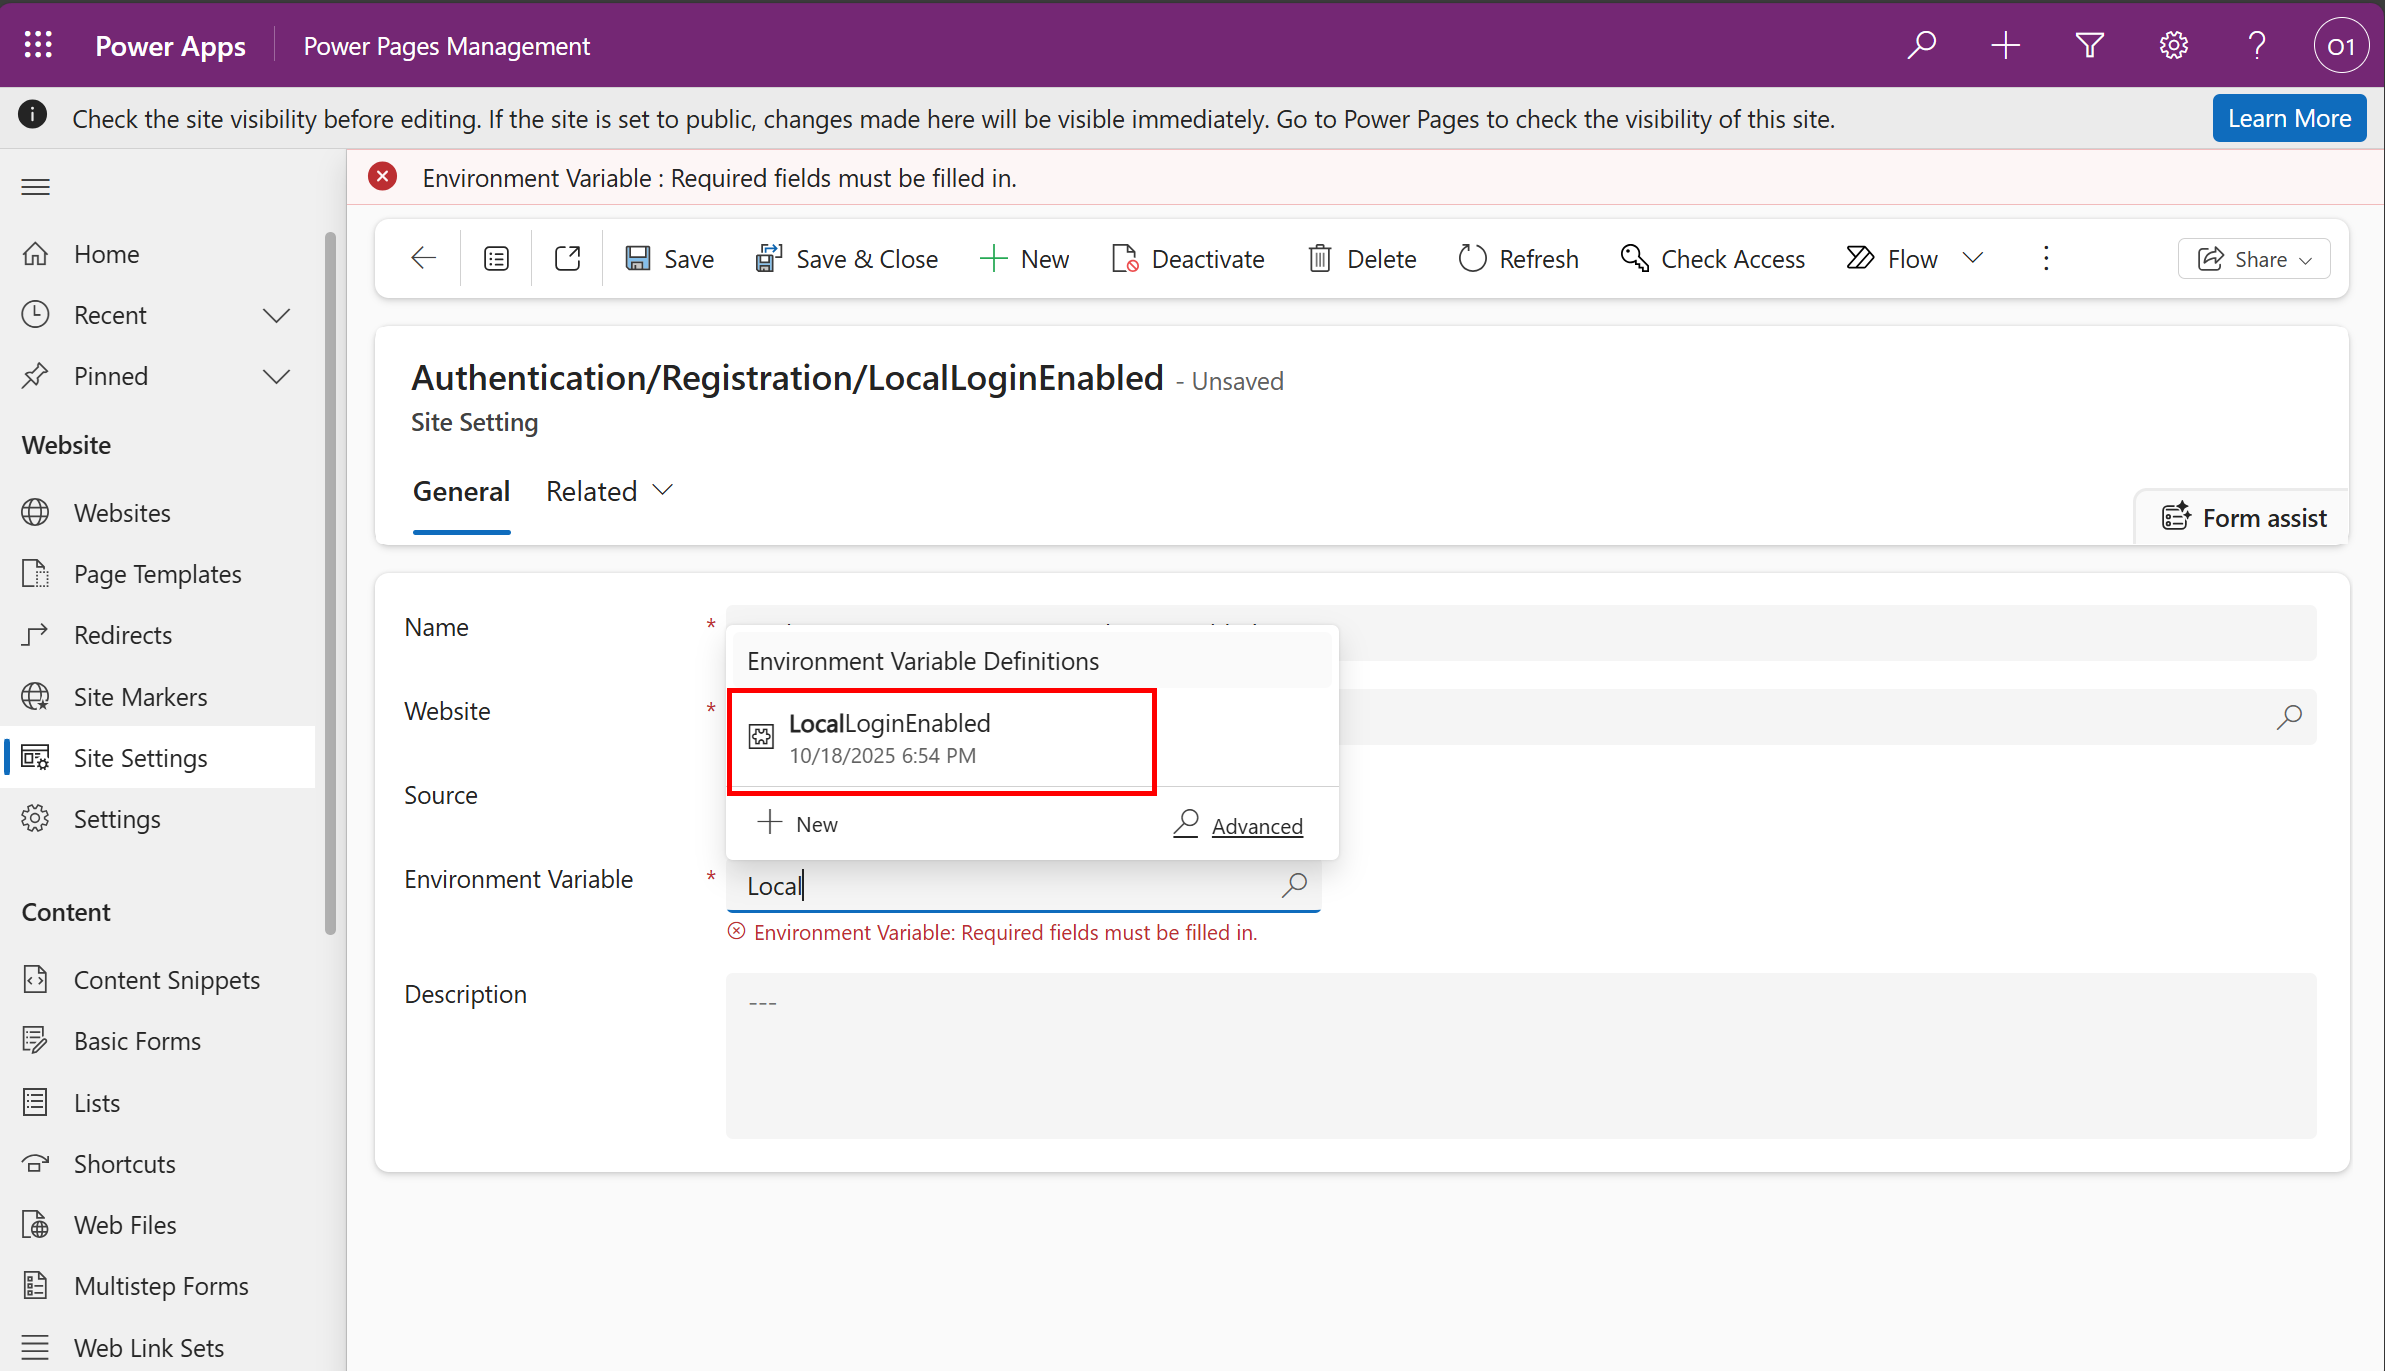 Power Apps
Power Pages Management
O1
Check the site visibility before editing. If the site is set to public, changes made here will be visible immediately. Go to Power Pages to check the visibility of this site.
Learn More
Environment Variable : Required fields must be filled in.
Save
Save & Close
New
Deactivate
Delete
Refresh
Check Access
Flow
Share
Home
Recent
Pinned
Website
Websites
Page Templates
Redirects
Site Markers
Site Settings
Settings
Content
Content Snippets
Basic Forms
Lists
Shortcuts
Web Files
Multistep Forms
Web Link Sets
Authentication/Registration/LocalLoginEnabled - Unsaved
Site Setting
General
Related
Form assist
Name *
Environment Variable Definitions
Website *
LocalLoginEnabled
10/18/2025 6:54 PM
Source
New
Advanced
Environment Variable *
Local
Environment Variable: Required fields must be filled in.
Description
---